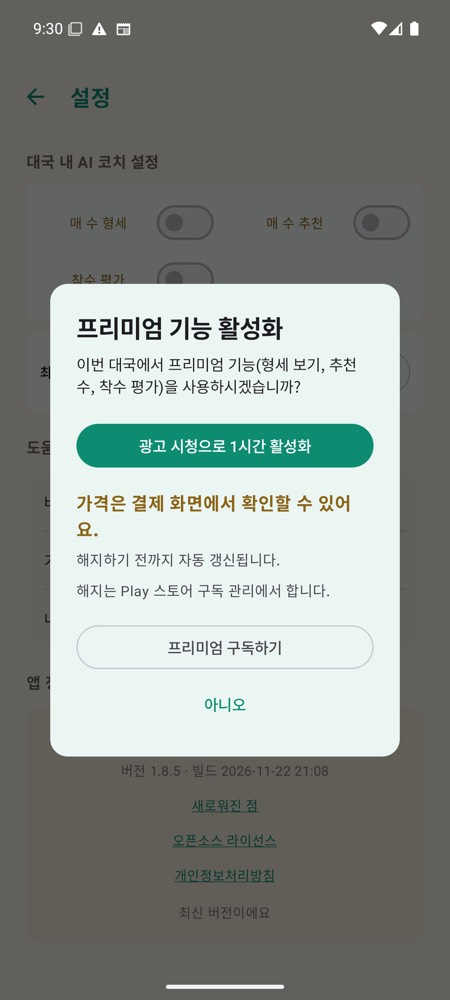 9:30
설정
대국 내 AI 코치 설정
매 수 형세
매 수 추천
착수 평가
프리미엄 기능 활성화
이번 대국에서 프리미엄 기능(형세 보기, 추천
수, 착수 평가)을 사용하시겠습니까?
광고 시청으로 1시간 활성화
가격은 결제 화면에서 확인할 수 있어
요.
해지하기 전까지 자동 갱신됩니다.
해지는 Play 스토어 구독 관리에서 합니다.
프리미엄 구독하기
아니오
버전 1.8.5 · 빌드 2026-11-22 21:08
새로워진 점
오픈소스 라이선스
개인정보처리방침
최신 버전이에요